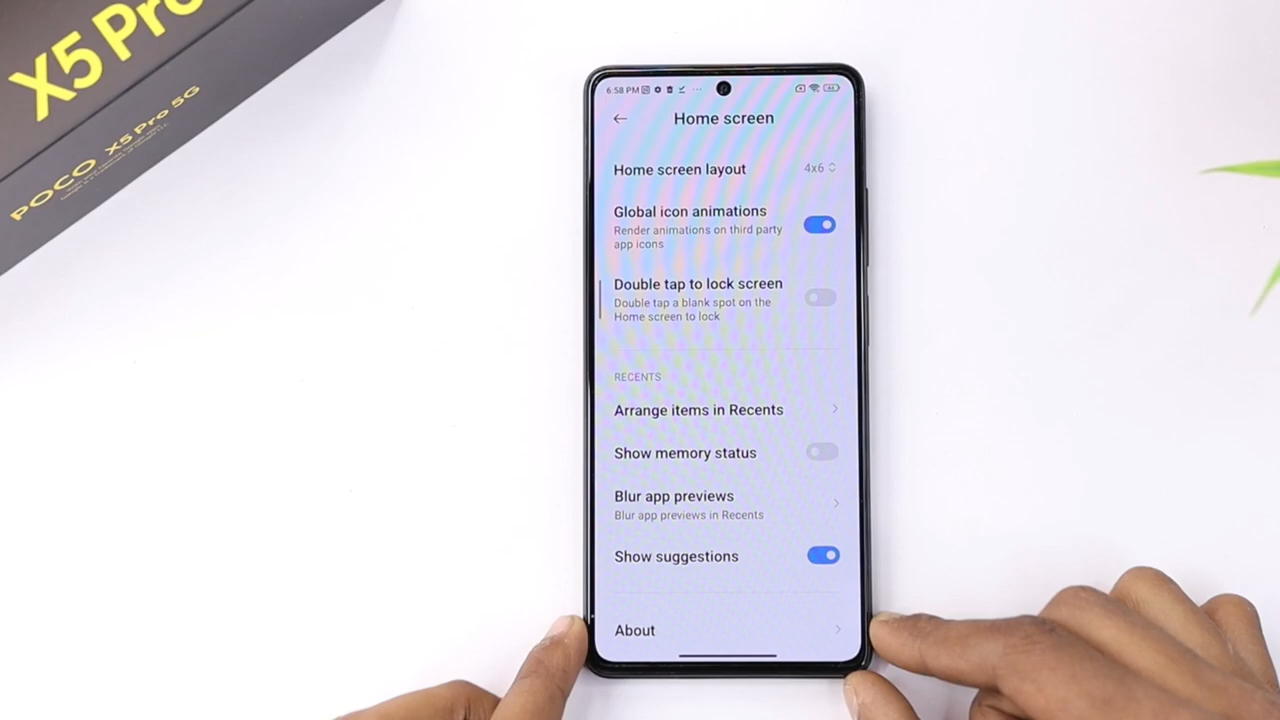 X5 Pro
POCO X5 Pro 5G
6:58 PM
44
Home screen
Home screen layout
4x6
Global icon animations
Render animations on third party
app icons
Double tap to lock screen
Double tap a blank spot on the
Home screen to lock
RECENTS
Arrange items in Recents
Show memory status
Blur app previews
Blur app previews in Recents
Show suggestions
About